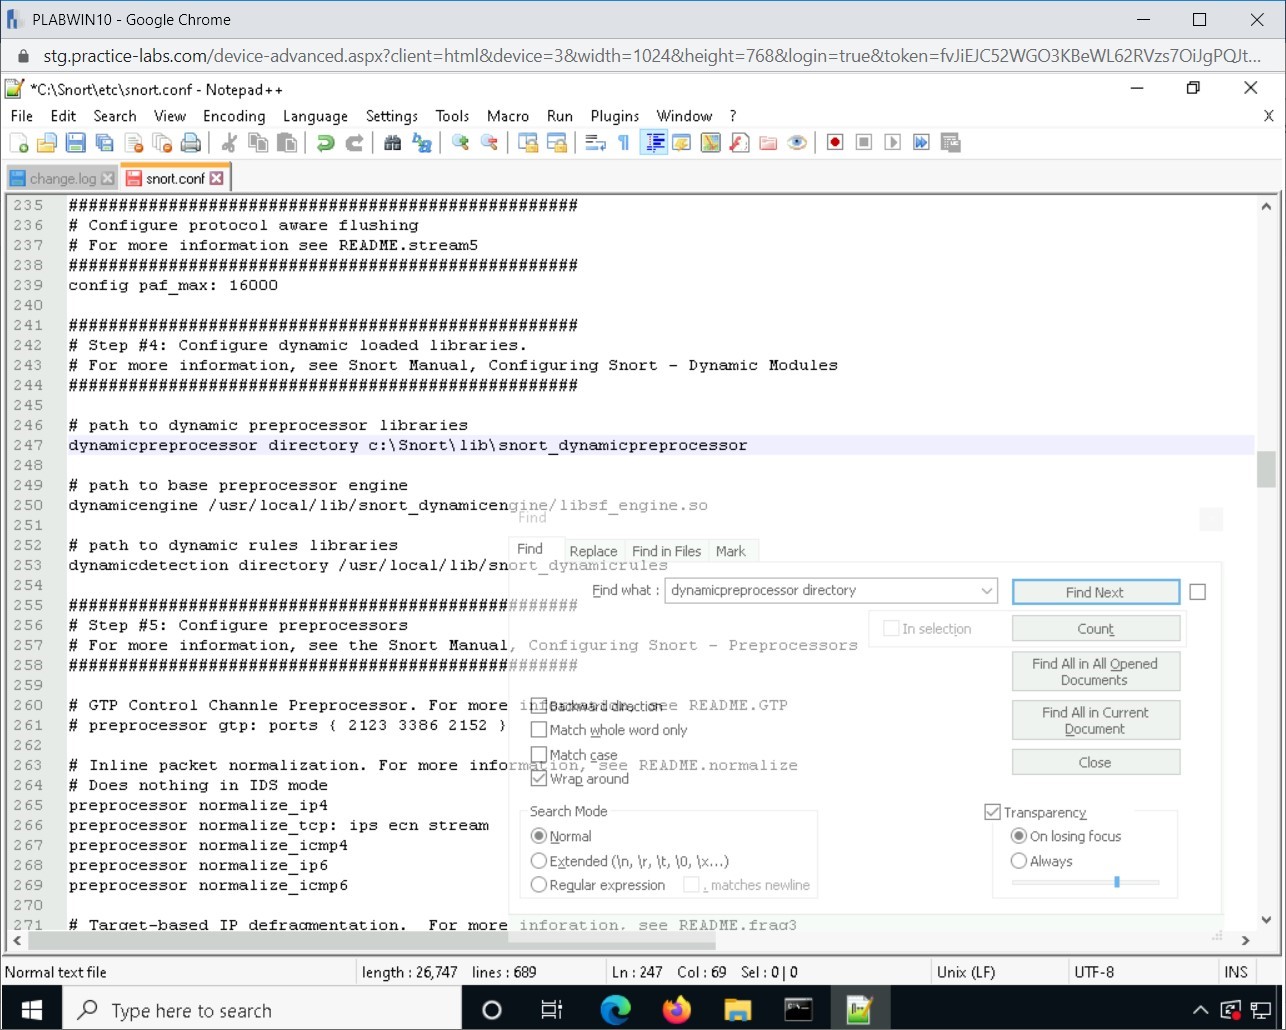 PLABWIN10 - Google Chrome
stg.practice-labs.com/device-advanced.aspx?client=html&device=3&width=1024&height=768&login=true&token=fvJiEJC52WGO3KBeWL62RVzs7OiJgPQJt...
*C:\Snort\etc\snort.conf - Notepad++
File Edit Search View Encoding Language Settings Tools Macro Run Plugins Window ? X
change.log snort.conf
235 ###################################################
236 # Configure protocol aware flushing
237 # For more information see README.stream5
238 ###################################################
239 config paf_max: 16000
240
241 ###################################################
242 # Step #4: Configure dynamic loaded libraries.
243 # For more information, see Snort Manual, Configuring Snort - Dynamic Modules
244 ###################################################
245
246 # path to dynamic preprocessor libraries
247 dynamicpreprocessor directory c:\Snort\lib\snort_dynamicpreprocessor
248
249 # path to base preprocessor engine
250 dynamicengine /usr/local/lib/snort_dynamicengine/libsf_engine.so
251
252 # path to dynamic rules libraries
253 dynamicdetection directory /usr/local/lib/snort_dynamicrules
254
255 ###################################################
256 # Step #5: Configure preprocessors
257 # For more information, see the Snort Manual, Configuring Snort - Preprocessors
258 ###################################################
259
260 # GTP Control Channle Preprocessor. For more information, see README.GTP
261 # preprocessor gtp: ports { 2123 3386 2152 }
262
263 # Inline packet normalization. For more information, see README.normalize
264 # Does nothing in IDS mode
265 preprocessor normalize_ip4
266 preprocessor normalize_tcp: ips ecn stream
267 preprocessor normalize_icmp4
268 preprocessor normalize_ip6
269 preprocessor normalize_icmp6
270
271 # Target-based IP defragmentation.  For more inforation, see README.frag3
Find
Find Replace Find in Files Mark
Find what : dynamicpreprocessor directory Find Next
In selection Count
Find All in All Opened Documents
Find All in Current Document
Close
Backward direction
Match whole word only
Match case
Wrap around
Search Mode
Normal
Extended (\n, \r, \t, \0, \x...)
Regular expression . matches newline
Transparency
On losing focus
Always
Normal text file length : 26,747 lines : 689 Ln : 247 Col : 69 Sel : 0 | 0 Unix (LF) UTF-8 INS
Type here to search